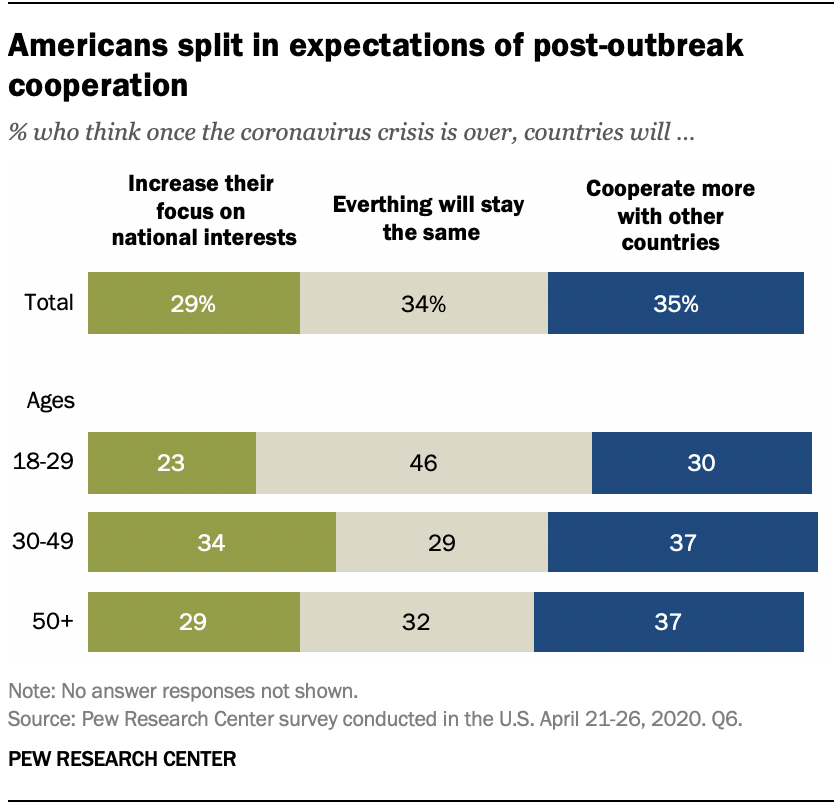 Americans split in expectations of post-outbreak
cooperation
% who think once the coronavirus crisis is over, countries will ...
Increase their
focus on
national interests
Everthing will stay
the same
Cooperate more
with other
countries
Total 29% 34% 35%
Ages
18-29 23 46 30
30-49 34 29 37
50+ 29 32 37
Note: No answer responses not shown.
Source: Pew Research Center survey conducted in the U.S. April 21-26, 2020. Q6.
PEW RESEARCH CENTER